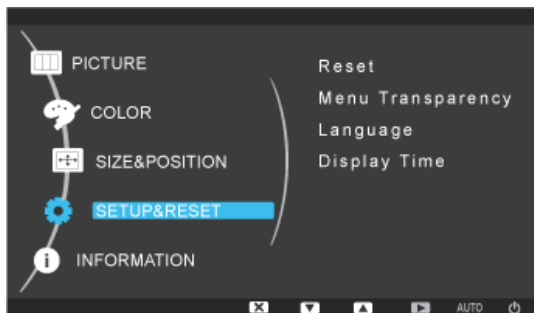 PICTURE
COLOR
SIZE&POSITION
SETUP&RESET
INFORMATION
Reset
Menu Transparency
Language
Display Time
AUTO